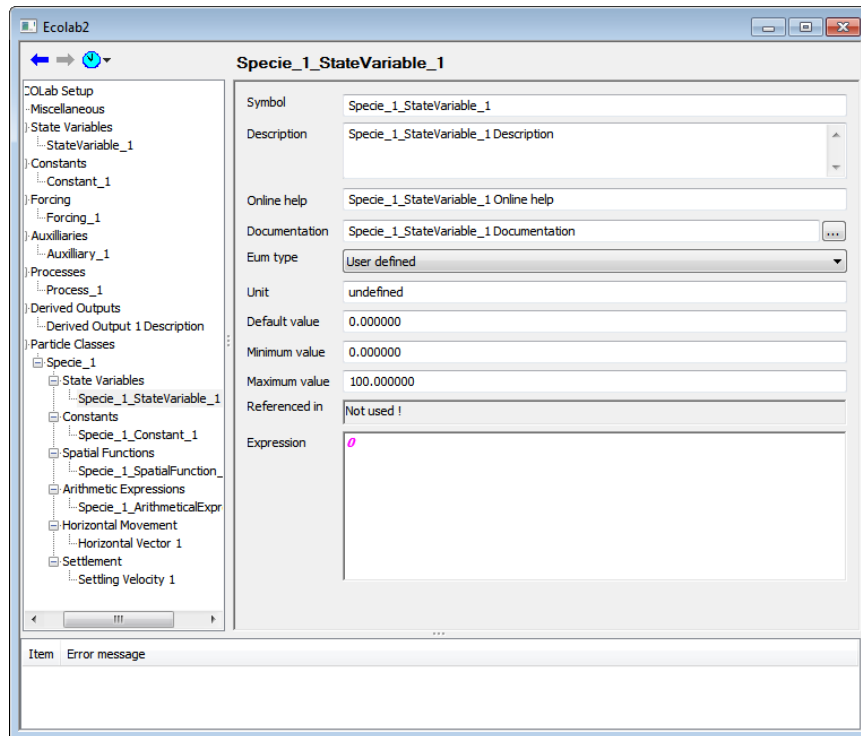 Ecolab2
Specie_1_StateVariable_1
COLab Setup
Miscellaneous
State Variables
StateVariable_1
Constants
Constant_1
Forcing
Forcing_1
Auxilliaries
Auxilliary_1
Processes
Process_1
Derived Outputs
Derived Output 1 Description
Particle Classes
Specie_1
State Variables
Specie_1_StateVariable_1
Constants
Specie_1_Constant_1
Spatial Functions
Specie_1_SpatialFunction_
Arithmetic Expressions
Specie_1_ArithmeticalExpr
Horizontal Movement
Horizontal Vector 1
Settlement
Settling Velocity 1
Symbol Specie_1_StateVariable_1
Description Specie_1_StateVariable_1 Description
Online help Specie_1_StateVariable_1 Online help
Documentation Specie_1_StateVariable_1 Documentation ...
Eum type User defined
Unit undefined
Default value 0.000000
Minimum value 0.000000
Maximum value 100.000000
Referenced in Not used !
Expression 0
Item Error message